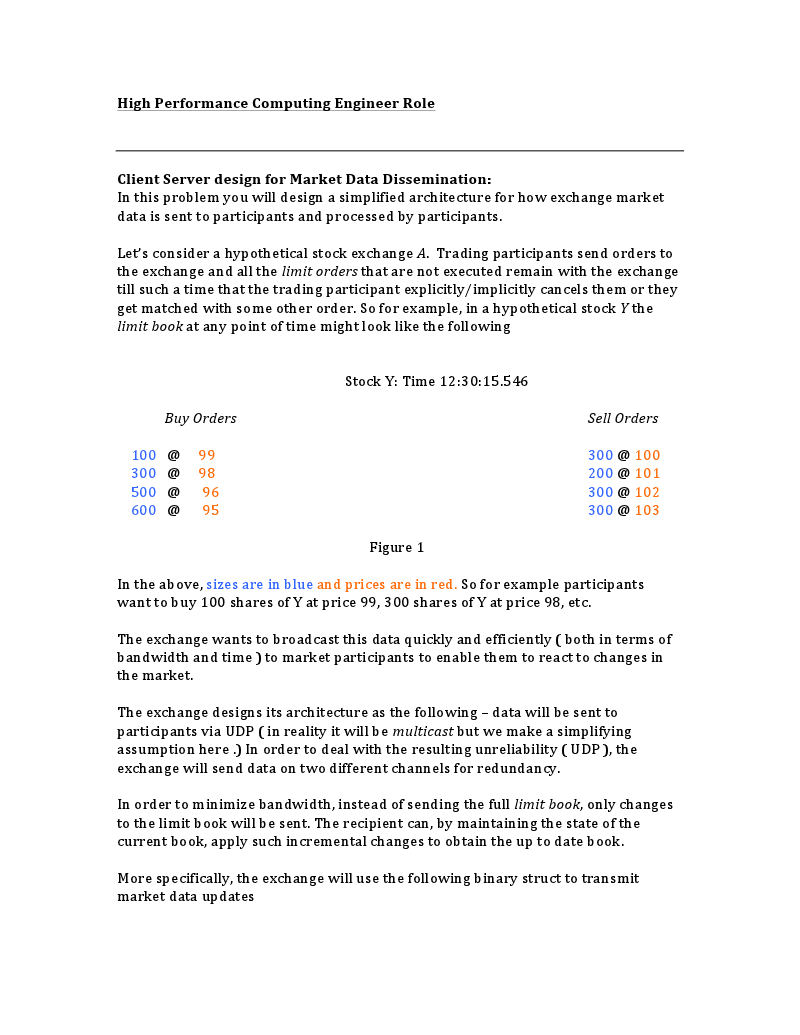 High Performance Computing Engineer Role
Client Server design for Market Data Dissemination:
In this problem you will design a simplified architecture for how exchange market
data is sent to participants and processed by participants.
Let's consider a hypothetical stock exchange A. Trading participants send orders to
the exchange and all the limit orders that are not executed remain with the exchange
till such a time that the trading participant explicitly/implicitly cancels them or they
get matched with some other order. So for example, in a hypothetical stock Y the
limit book at any point of time might look like the following
Stock Y: Time 12:30:15.546
Buy Orders Sell Orders
100 @ 99 300 @ 100
300 @ 98 200 @ 101
500 @ 96 300 @ 102
600 @ 95 300 @ 103
Figure 1
In the above, sizes are in blue and prices are in red. So for example participants
want to buy 100 shares of Y at price 99, 300 shares of Y at price 98, etc.
The exchange wants to broadcast this data quickly and efficiently ( both in terms of
bandwidth and time ) to market participants to enable them to react to changes in
the market.
The exchange designs its architecture as the following – data will be sent to
participants via UDP ( in reality it will be multicast but we make a simplifying
assumption here .) In order to deal with the resulting unreliability ( UDP ), the
exchange will send data on two different channels for redundancy.
In order to minimize bandwidth, instead of sending the full limit book, only changes
to the limit book will be sent. The recipient can, by maintaining the state of the
current book, apply such incremental changes to obtain the up to date book.
More specifically, the exchange will use the following binary struct to transmit
market data updates